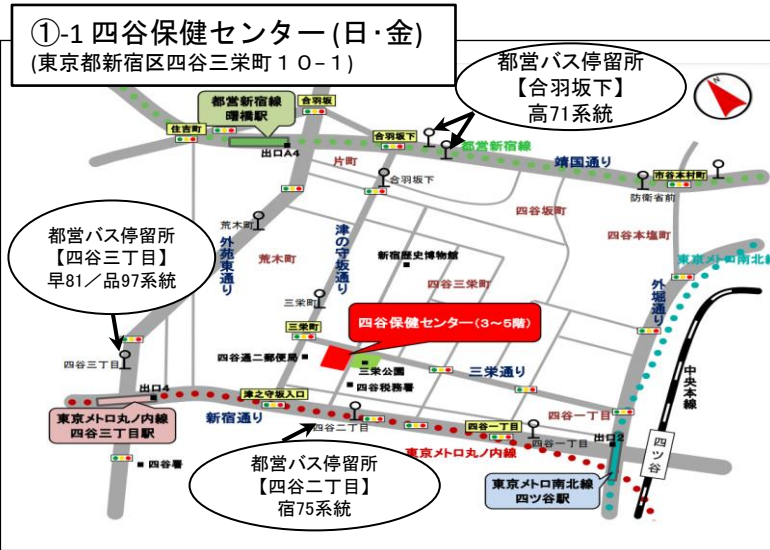 ①-1 四谷保健センター (日･金)
(東京都新宿区四谷三栄町１０−１)
都営バス停留所
【合羽坂下】
高71系統
都営新宿線
曙橋駅
合羽坂
住吉町
出口A4
合羽坂下
都営新宿線
靖国通り
市谷本村町
防衛省前
片町
合羽坂下
四谷坂町
四谷本塩町
東京メトロ南北線
荒木町
外苑東通り
荒木町
津の守坂通り
新宿歴史博物館
四谷三栄町
外堀通り
都営バス停留所
【四谷三丁目】
早81／品97系統
三栄町
三栄町
四谷保健センター（3～5階）
四谷通二郵便局
三栄公園
四谷税務署
三栄通り
中央本線
四谷三丁目
出口4
東京メトロ丸ノ内線
四谷三丁目駅
新宿通り
津之守坂入口
四谷二丁目
四谷一丁目
四谷一丁目
四谷一丁目
出口2
四ツ谷
東京メトロ丸ノ内線
四谷署
都営バス停留所
【四谷二丁目】
宿75系統
東京メトロ南北線
四ツ谷駅